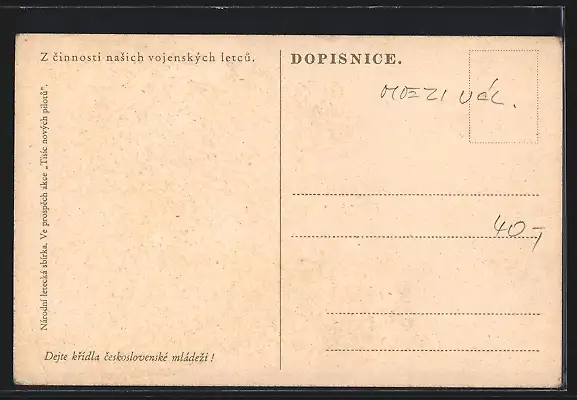 Z činnosti našich vojenských letců.
Národní letecká sbírka. Ve prospěch akce „Tisíc nových pilotů“.
Dejte křídla československé mládeži !
DOPISNICE.
MEZI VÁL.
40,-